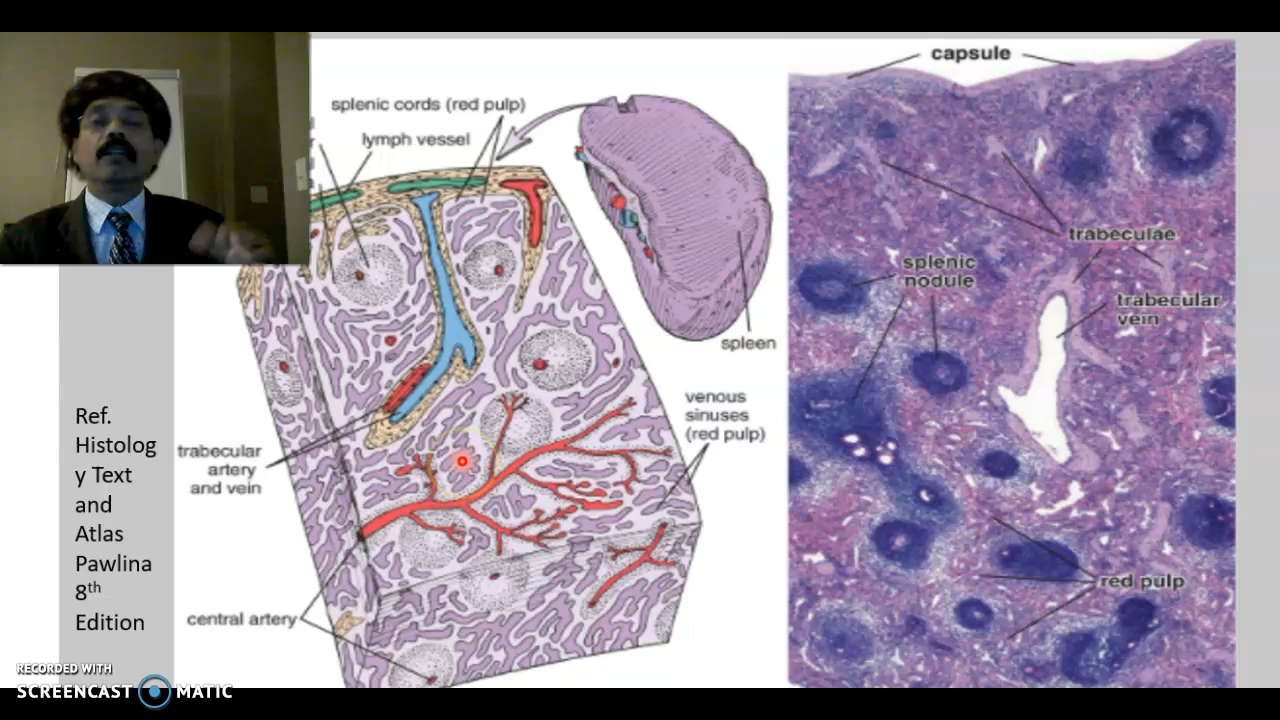 splenic cords (red pulp)
lymph vessel
spleen
venous
sinuses
(red pulp)
trabecular
artery
and vein
central artery
capsule
trabeculae
splenic
nodule
trabecular
vein
red pulp
Ref.
Histolog
y Text
and
Atlas
Pawlina
8th
Edition
RECORDED WITH
SCREENCAST MATIC